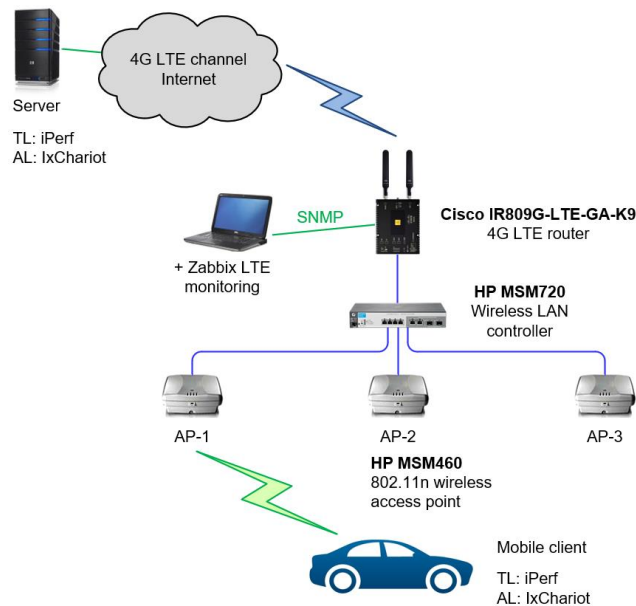 4G LTE channel
Internet
Server
TL: iPerf
AL: IxChariot
SNMP
Cisco IR809G-LTE-GA-K9
4G LTE router
+ Zabbix LTE
monitoring
HP MSM720
Wireless LAN
controller
AP-1
AP-2
AP-3
HP MSM460
802.11n wireless
access point
Mobile client
TL: iPerf
AL: IxChariot